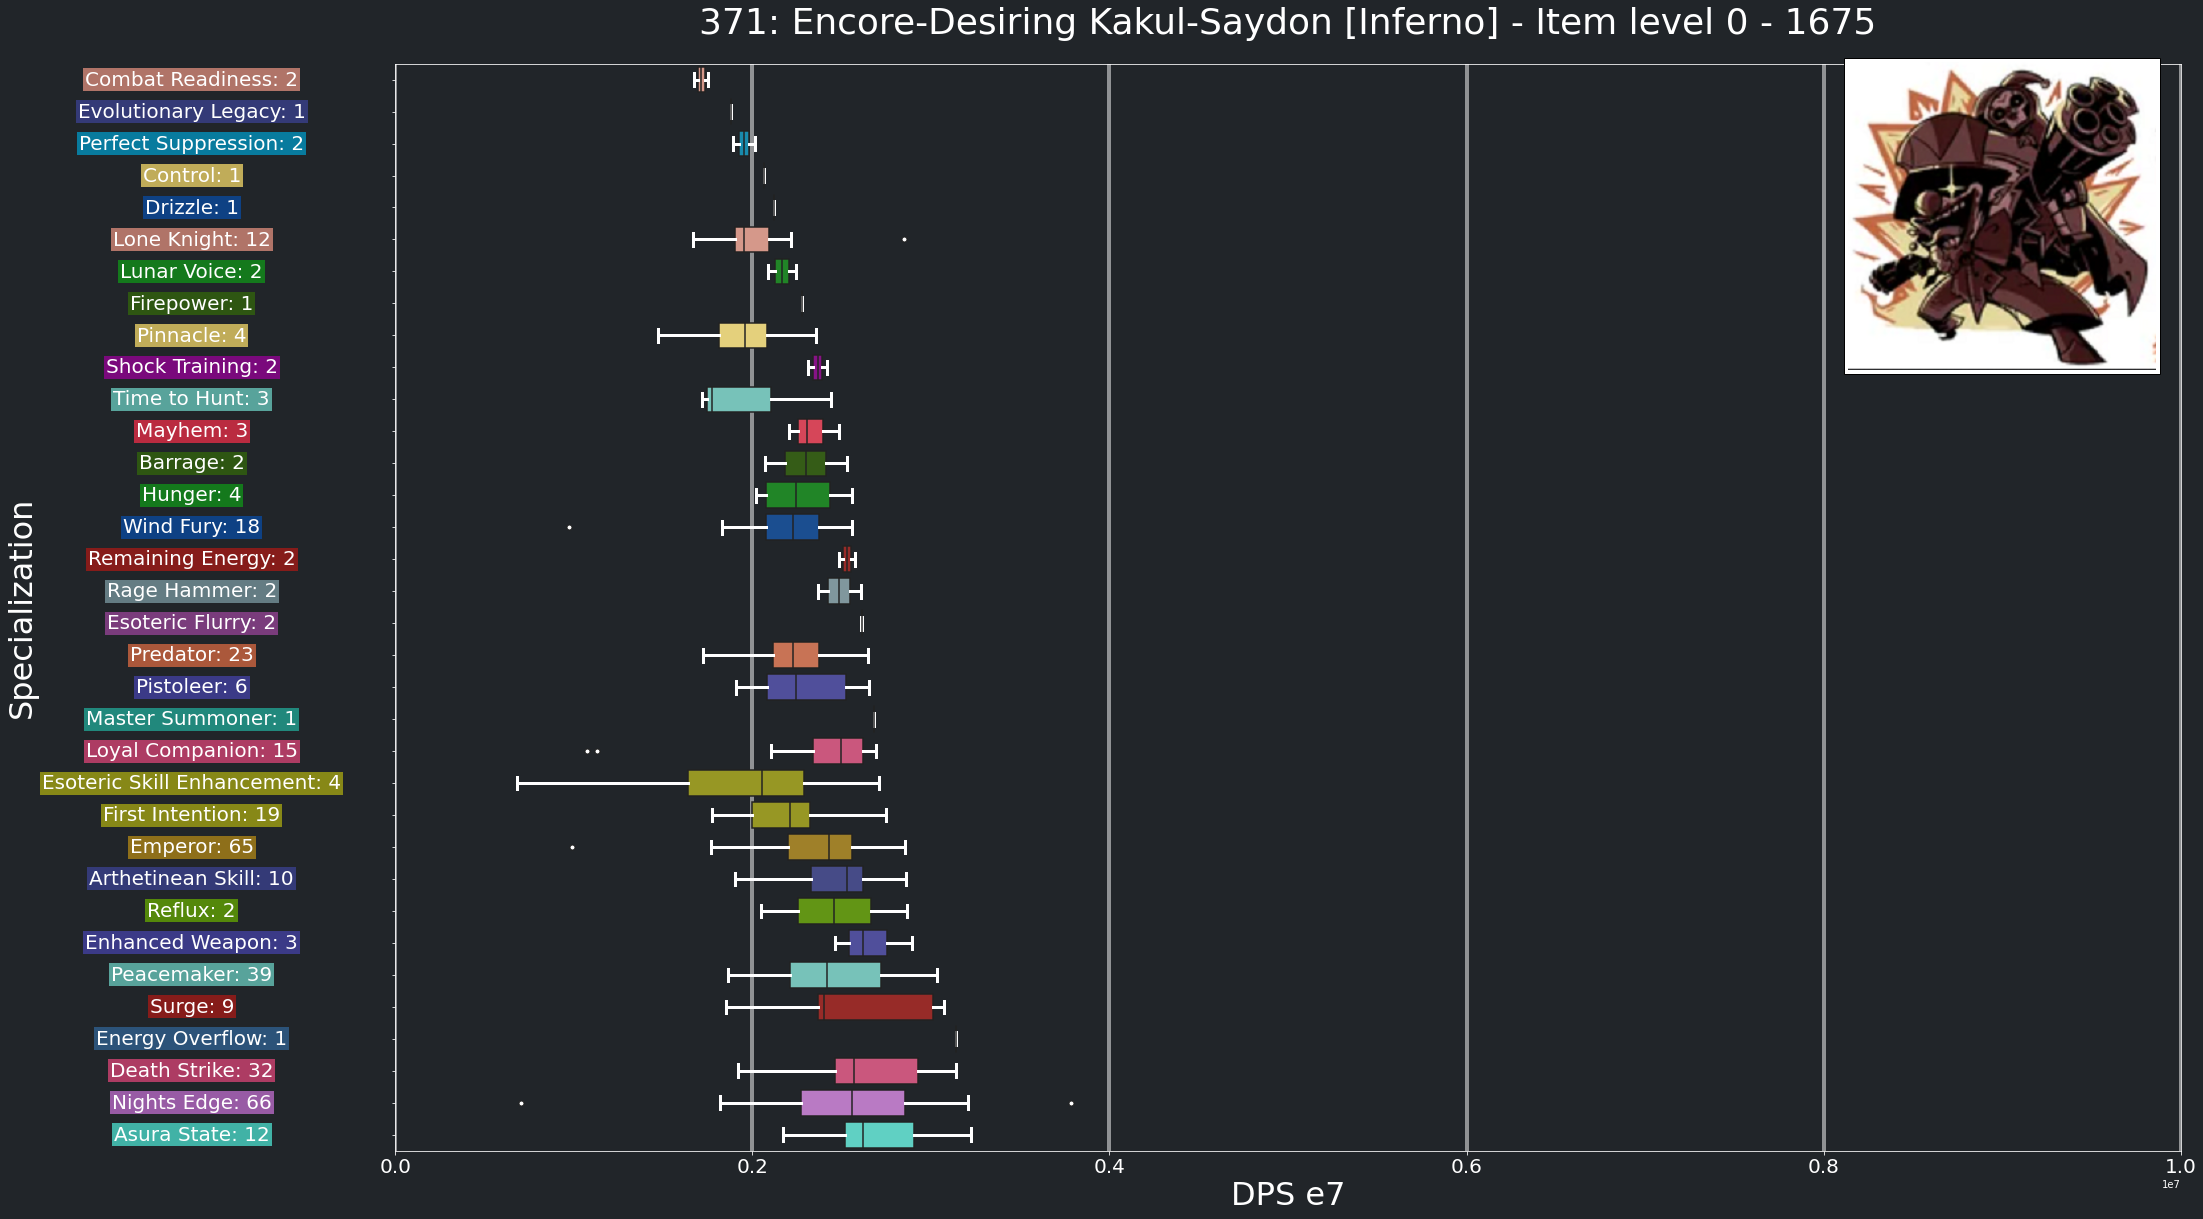 371: Encore-Desiring Kakul-Saydon [Inferno] - Item level 0 - 1675
Specialization
Combat Readiness: 2
Evolutionary Legacy: 1
Perfect Suppression: 2
Control: 1
Drizzle: 1
Lone Knight: 12
Lunar Voice: 2
Firepower: 1
Pinnacle: 4
Shock Training: 2
Time to Hunt: 3
Mayhem: 3
Barrage: 2
Hunger: 4
Wind Fury: 18
Remaining Energy: 2
Rage Hammer: 2
Esoteric Flurry: 2
Predator: 23
Pistoleer: 6
Master Summoner: 1
Loyal Companion: 15
Esoteric Skill Enhancement: 4
First Intention: 19
Emperor: 65
Arthetinean Skill: 10
Reflux: 2
Enhanced Weapon: 3
Peacemaker: 39
Surge: 9
Energy Overflow: 1
Death Strike: 32
Nights Edge: 66
Asura State: 12
0.0 0.2 0.4 0.6 0.8 1.0
1e7
DPS e7